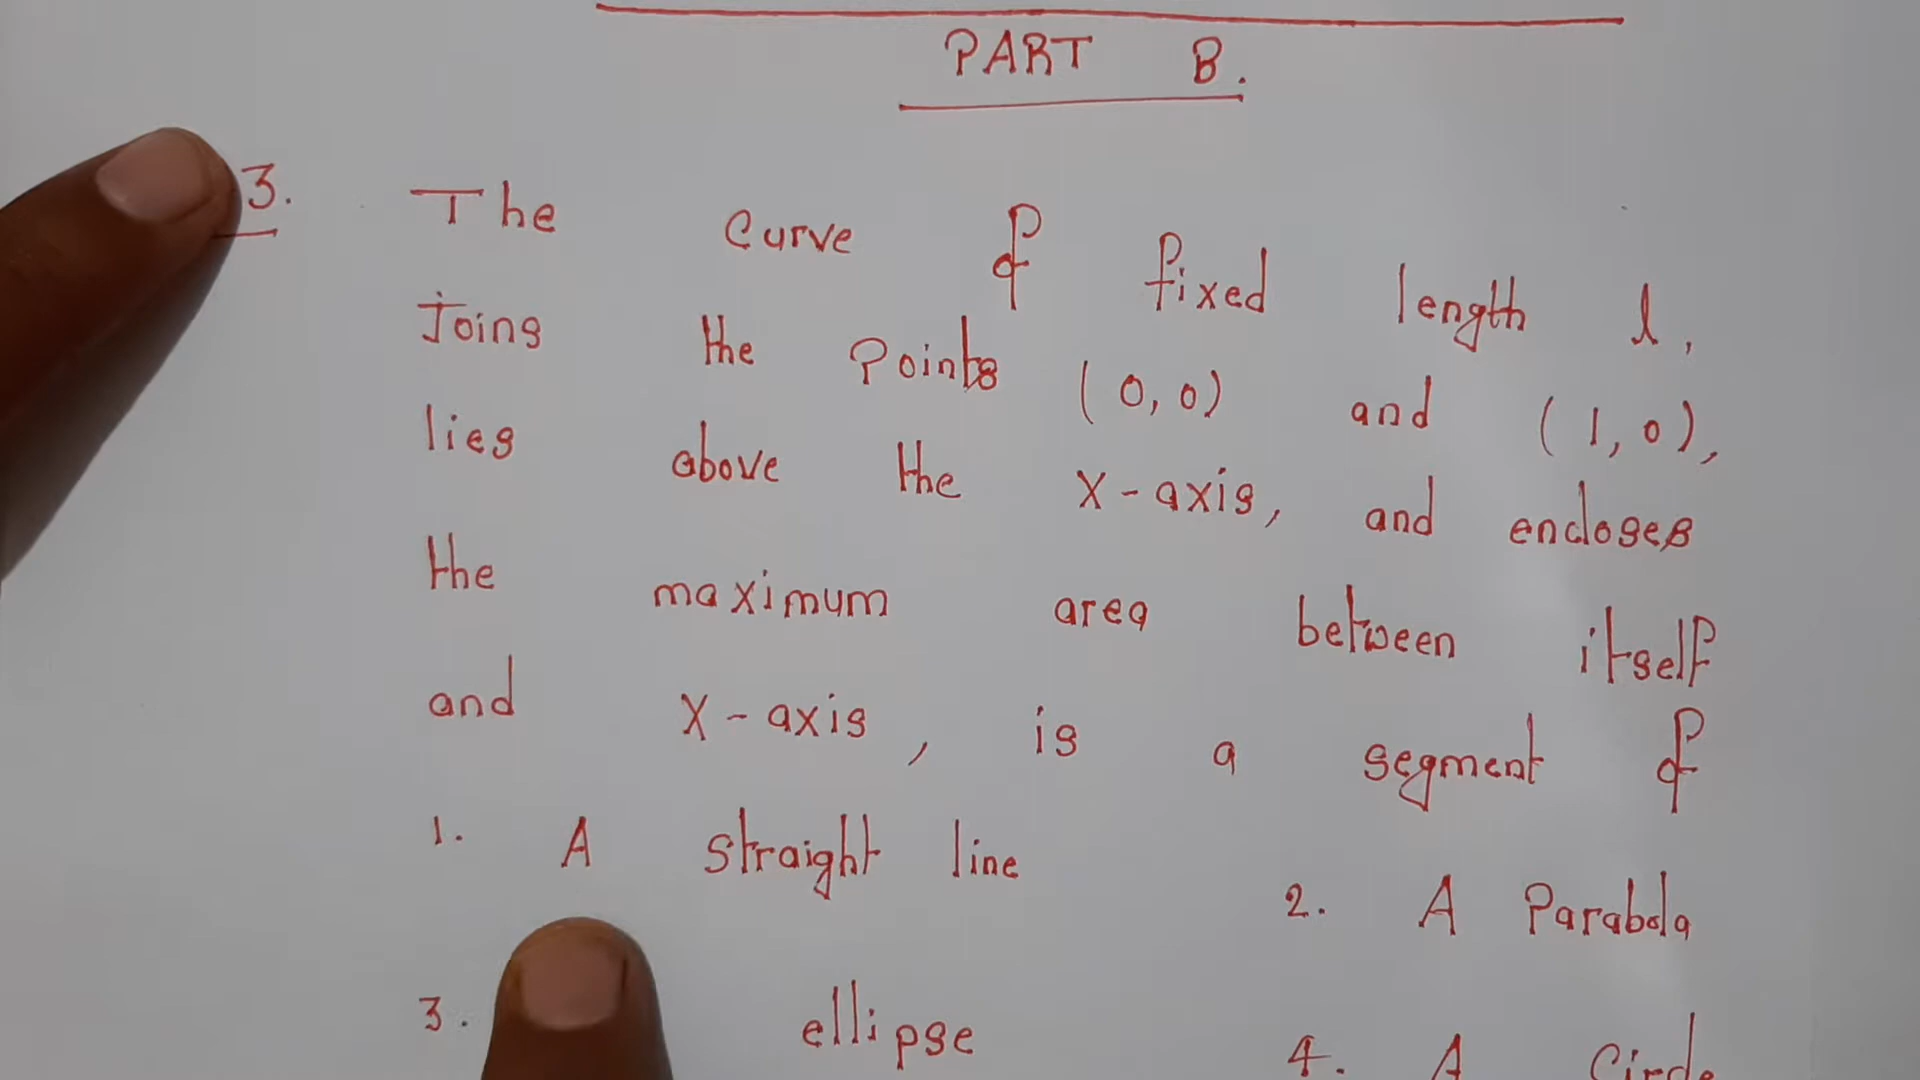 PART B.
3. The Curve of fixed length l,
Joins the Points (0,0) and (1,0),
lies above the X-axis, and encloses
the maximum area between itself
and X-axis, is a segment of
1. A straight line
2. A Parabola
3. ellipse
4. A Circle